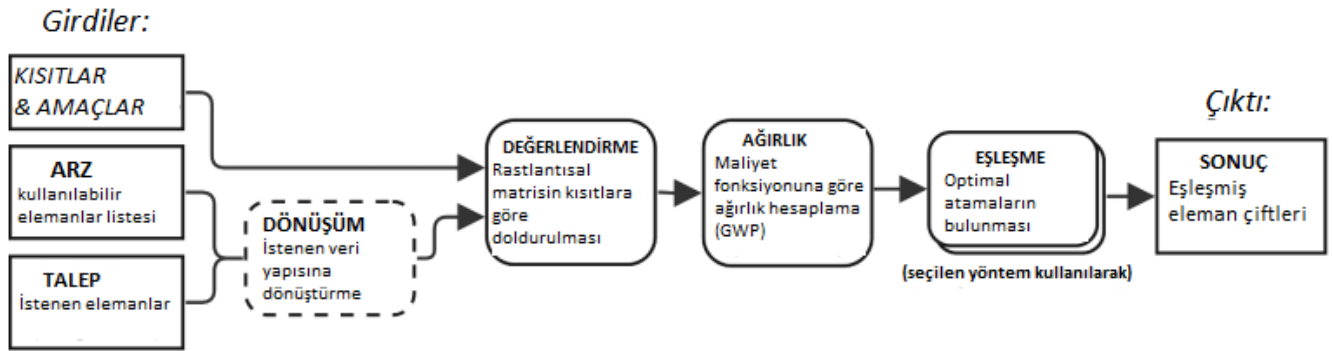 Girdiler:
KISITLAR
& AMAÇLAR
ARZ
kullanılabilir
elemanlar listesi
TALEP
İstenen elemanlar
DÖNÜŞÜM
İstenen veri
yapısına
dönüştürme
DEĞERLENDİRME
Rastlantısal
matrisin kısıtlara
göre
doldurulması
AĞIRLIK
Maliyet
fonksiyonuna göre
ağırlık hesaplama
(GWP)
EŞLEŞME
Optimal
atamaların
bulunması
(seçilen yöntem kullanılarak)
Çıktı:
SONUÇ
Eşleşmiş
eleman çiftleri